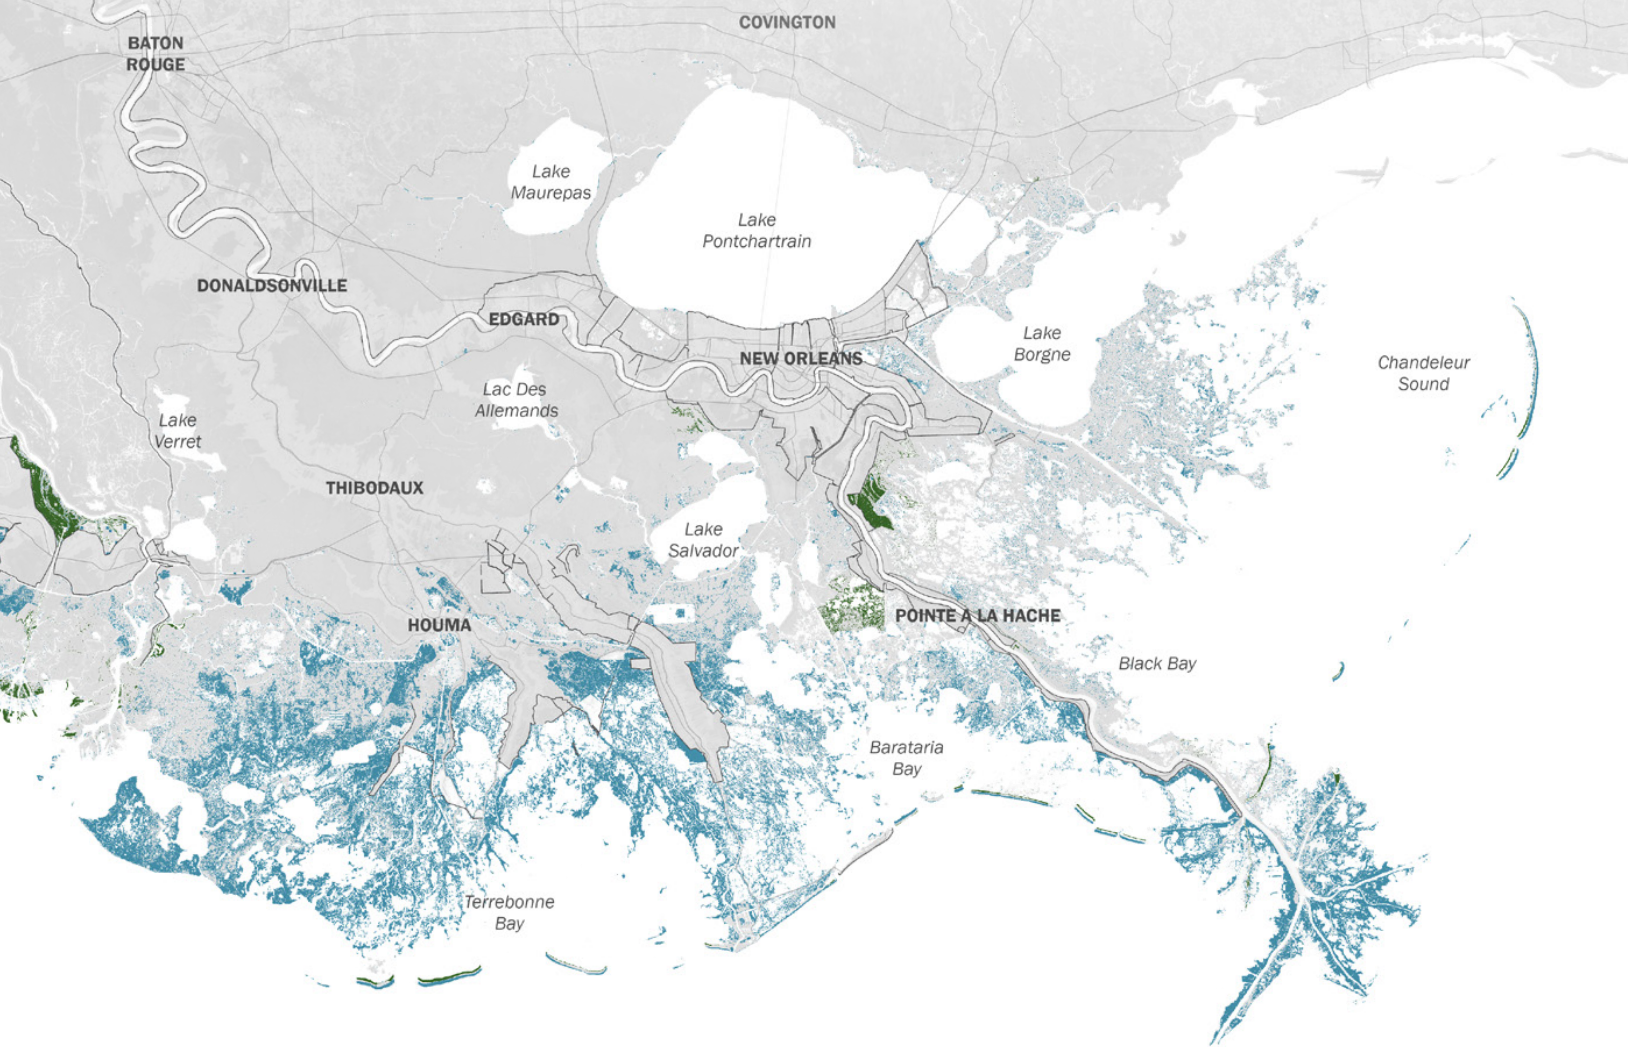 COVINGTON
BATON
ROUGE
Lake
Maurepas
Lake
Pontchartrain
DONALDSONVILLE
EDGARD
NEW ORLEANS
Lake
Borgne
Chandeleur
Sound
Lac Des
Allemands
Lake
Verret
THIBODAUX
Lake
Salvador
HOUMA
POINTE A LA HACHE
Black Bay
Barataria
Bay
Terrebonne
Bay